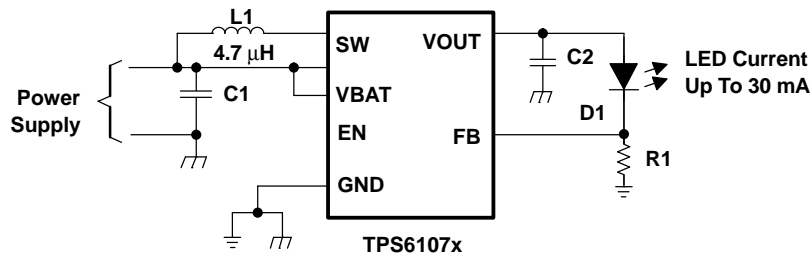 L1
SW
VOUT
4.7 μH
C2
LED Current
Up To 30 mA
Power
Supply
C1
VBAT
D1
EN
FB
R1
GND
TPS6107x